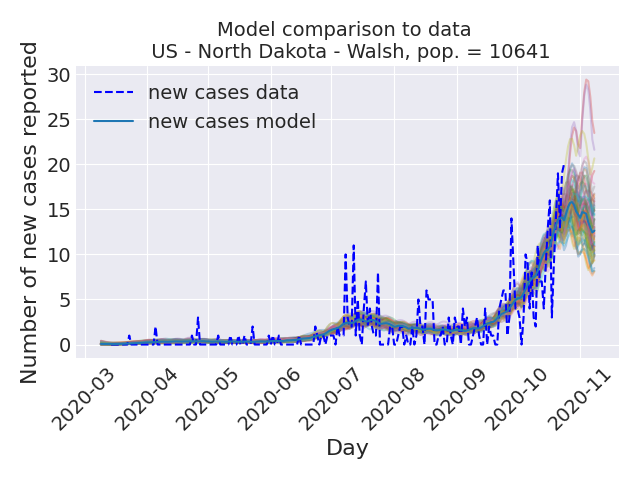 Model comparison to data
US - North Dakota - Walsh, pop. = 10641
Number of new cases reported
30
25
20
15
10
5
0
new cases data
new cases model
2020-03
2020-04
2020-05
2020-06
2020-07
2020-08
2020-09
2020-10
2020-11
Day